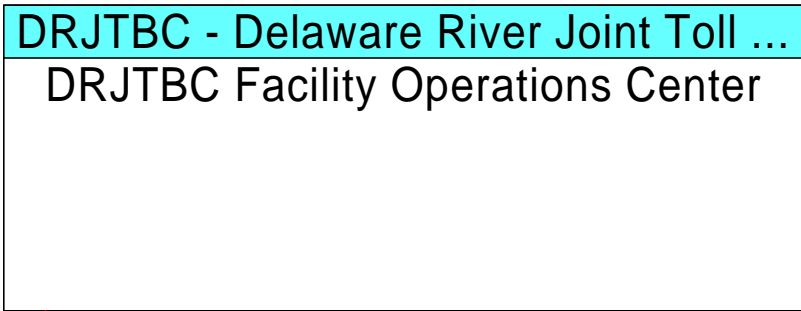 DRJTBC - Delaware River Joint Toll ...
DRJTBC Facility Operations Center